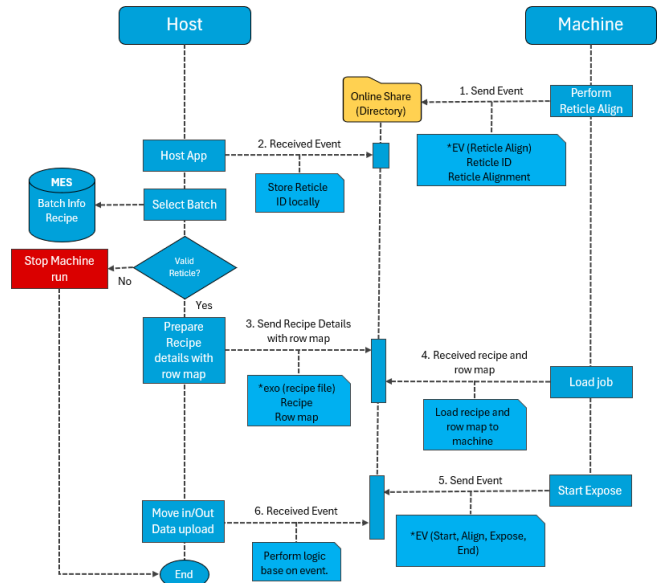 Host
Machine
Online Share
(Directory)
1. Send Event
Perform
Reticle Align
*EV (Reticle Align)
Reticle ID
Reticle Alignment
Host App
2. Received Event
Store Reticle
ID locally
MES
Batch Info
Recipe
Select Batch
Valid
Reticle?
Stop Machine
run
No
Yes
Prepare
Recipe
details with
row map
3. Send Recipe Details
with row map
*exo (recipe file)
Recipe
Row map
4. Received recipe and
row map
Load job
Load recipe and
row map to
machine
5. Send Event
Start Expose
*EV (Start, Align, Expose,
End)
Move in/Out
Data upload
6. Received Event
Perform logic
base on event.
End